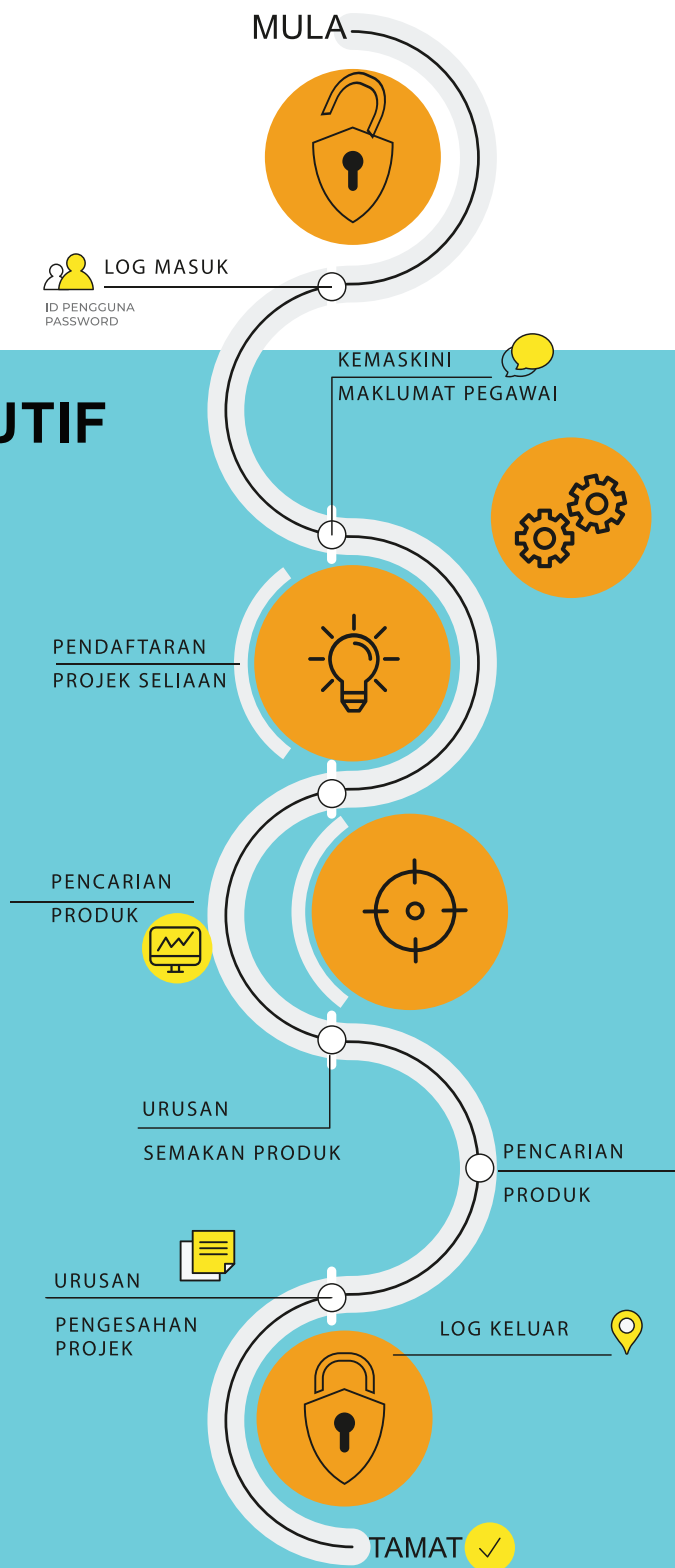 MULA
LOG MASUK
ID PENGGUNA
PASSWORD
KEMASKINI
MAKLUMAT PEGAWAI
UTIF
PENDAFTARAN
PROJEK SELIAAN
PENCARIAN
PRODUK
URUSAN
SEMAKAN PRODUK
PENCARIAN
PRODUK
URUSAN
PENGESAHAN
PROJEK
LOG KELUAR
TAMAT